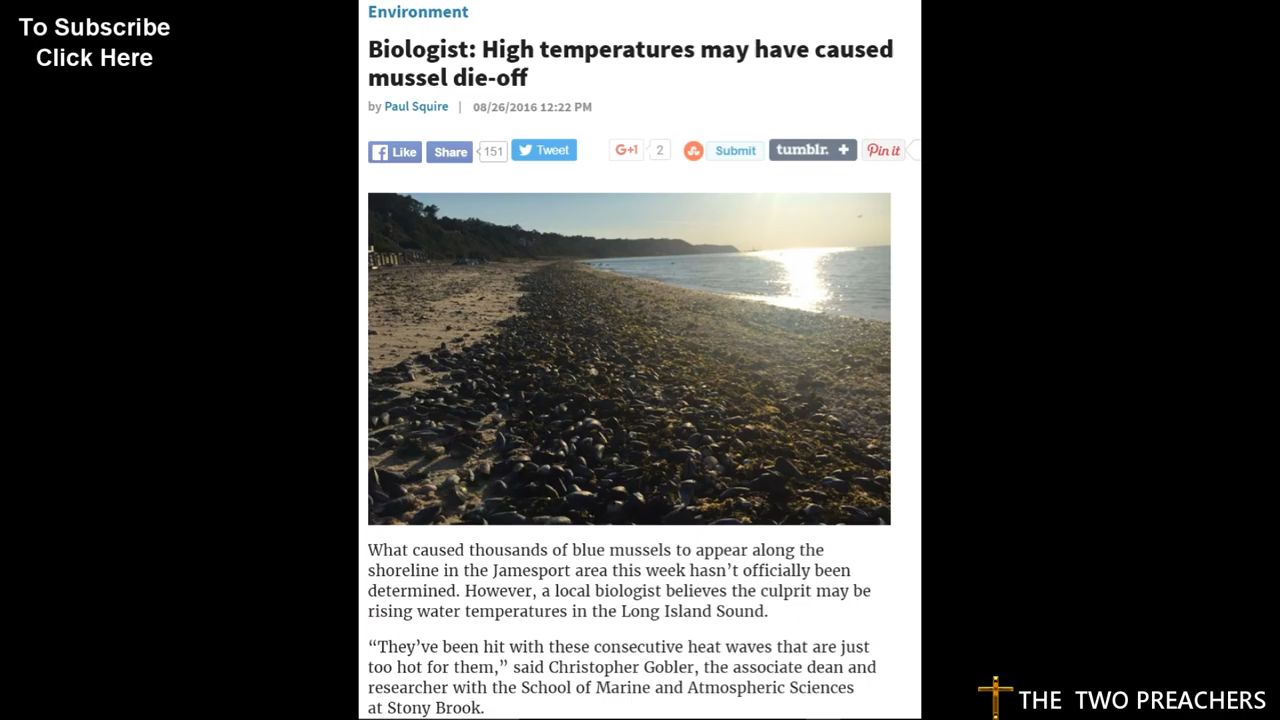 To Subscribe
Click Here
Environment
Biologist: High temperatures may have caused
mussel die-off
by Paul Squire | 08/26/2016 12:22 PM
Like Share 151 Tweet G+1 2 Submit tumblr. + Pin it
What caused thousands of blue mussels to appear along the
shoreline in the Jamesport area this week hasn’t officially been
determined. However, a local biologist believes the culprit may be
rising water temperatures in the Long Island Sound.
“They’ve been hit with these consecutive heat waves that are just
too hot for them,” said Christopher Gobler, the associate dean and
researcher with the School of Marine and Atmospheric Sciences
at Stony Brook.
THE TWO PREACHERS